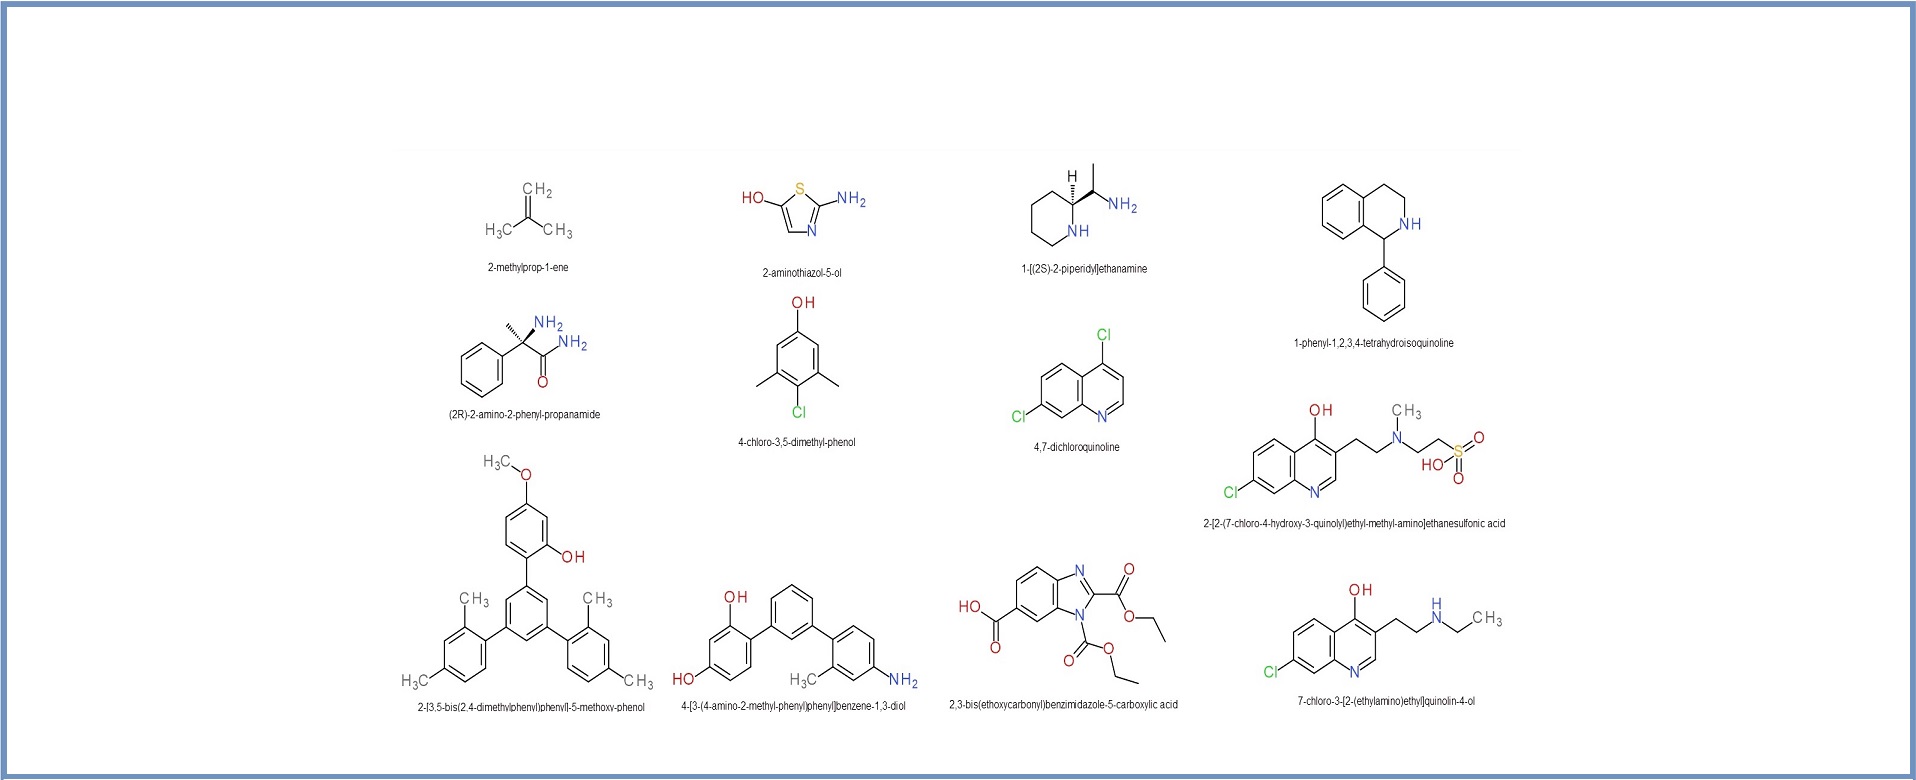 CH2
H3C
CH3
2-methylprop-1-ene
HO
S
NH2
N
2-aminothiazol-5-ol
H
NH2
NH
1-[(2S)-2-piperidyl]ethanamine
NH
1-phenyl-1,2,3,4-tetrahydroisoquinoline
NH2
NH2
O
(2R)-2-amino-2-phenyl-propanamide
OH
Cl
4-chloro-3,5-dimethyl-phenol
Cl
Cl
N
4,7-dichloroquinoline
OH
CH3
N
S
O
HO
O
Cl
N
2-[2-(7-chloro-4-hydroxy-3-quinolyl)ethyl-methyl-amino]ethanesulfonic acid
H3C
O
OH
CH3
CH3
H3C
CH3
2-[3,5-bis(2,4-dimethylphenyl)phenyl]-5-methoxy-phenol
OH
HO
H3C
NH2
4-[3-(4-amino-2-methyl-phenyl)phenyl]benzene-1,3-diol
N
O
HO
O
N
O
O
O
2,3-bis(ethoxycarbonyl)benzimidazole-5-carboxylic acid
OH
H
N
CH3
Cl
N
7-chloro-3-[2-(ethylamino)ethyl]quinolin-4-ol